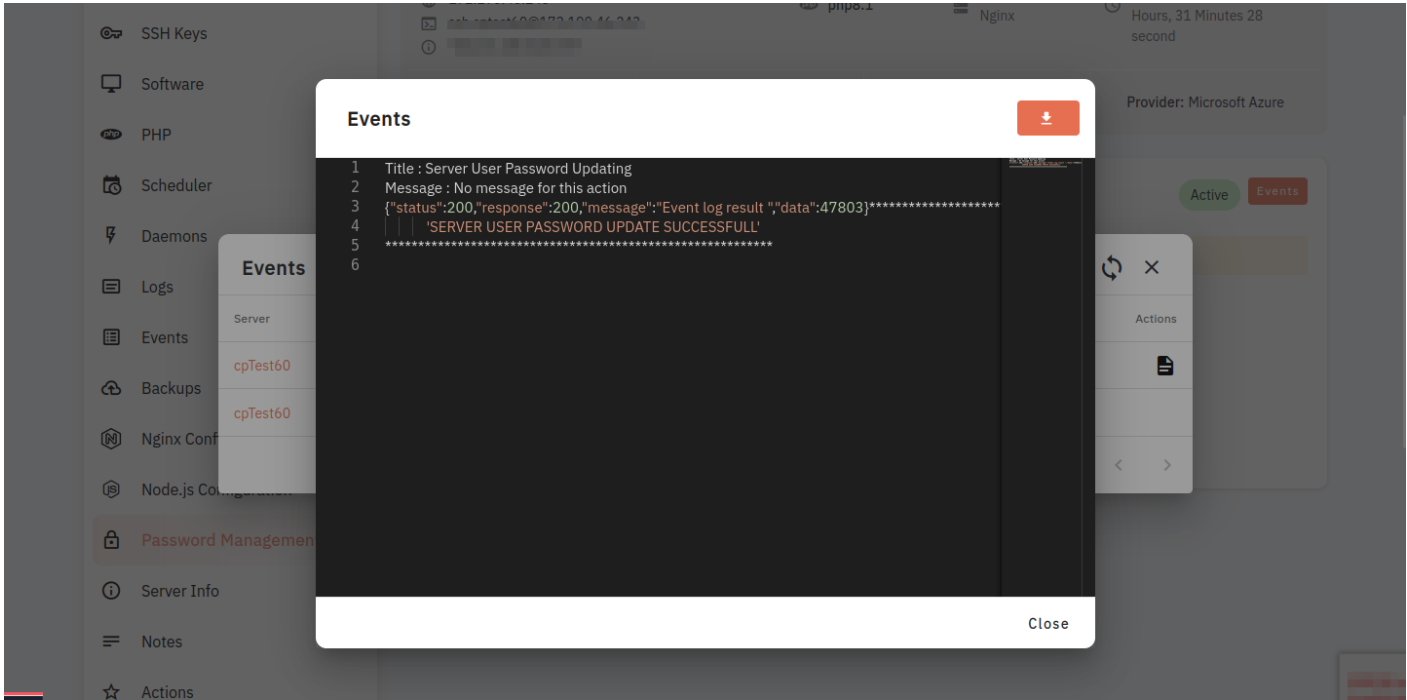 SSH Keys
Software
PHP
Scheduler
Daemons
Logs
Events
Backups
Nginx Conf
Node.js Configuration
Password Managemen
Server Info
Notes
Actions
php8.1
Nginx
Hours, 31 Minutes 28
second
Provider: Microsoft Azure
Active
Events
Events
Server
Actions
cpTest60
cpTest60
Events
1 Title : Server User Password Updating
2 Message : No message for this action
3 {"status":200,"response":200,"message":"Event log result ","data":47803}********************
4 'SERVER USER PASSWORD UPDATE SUCCESSFULL'
5 ***********************************************************
6
Close